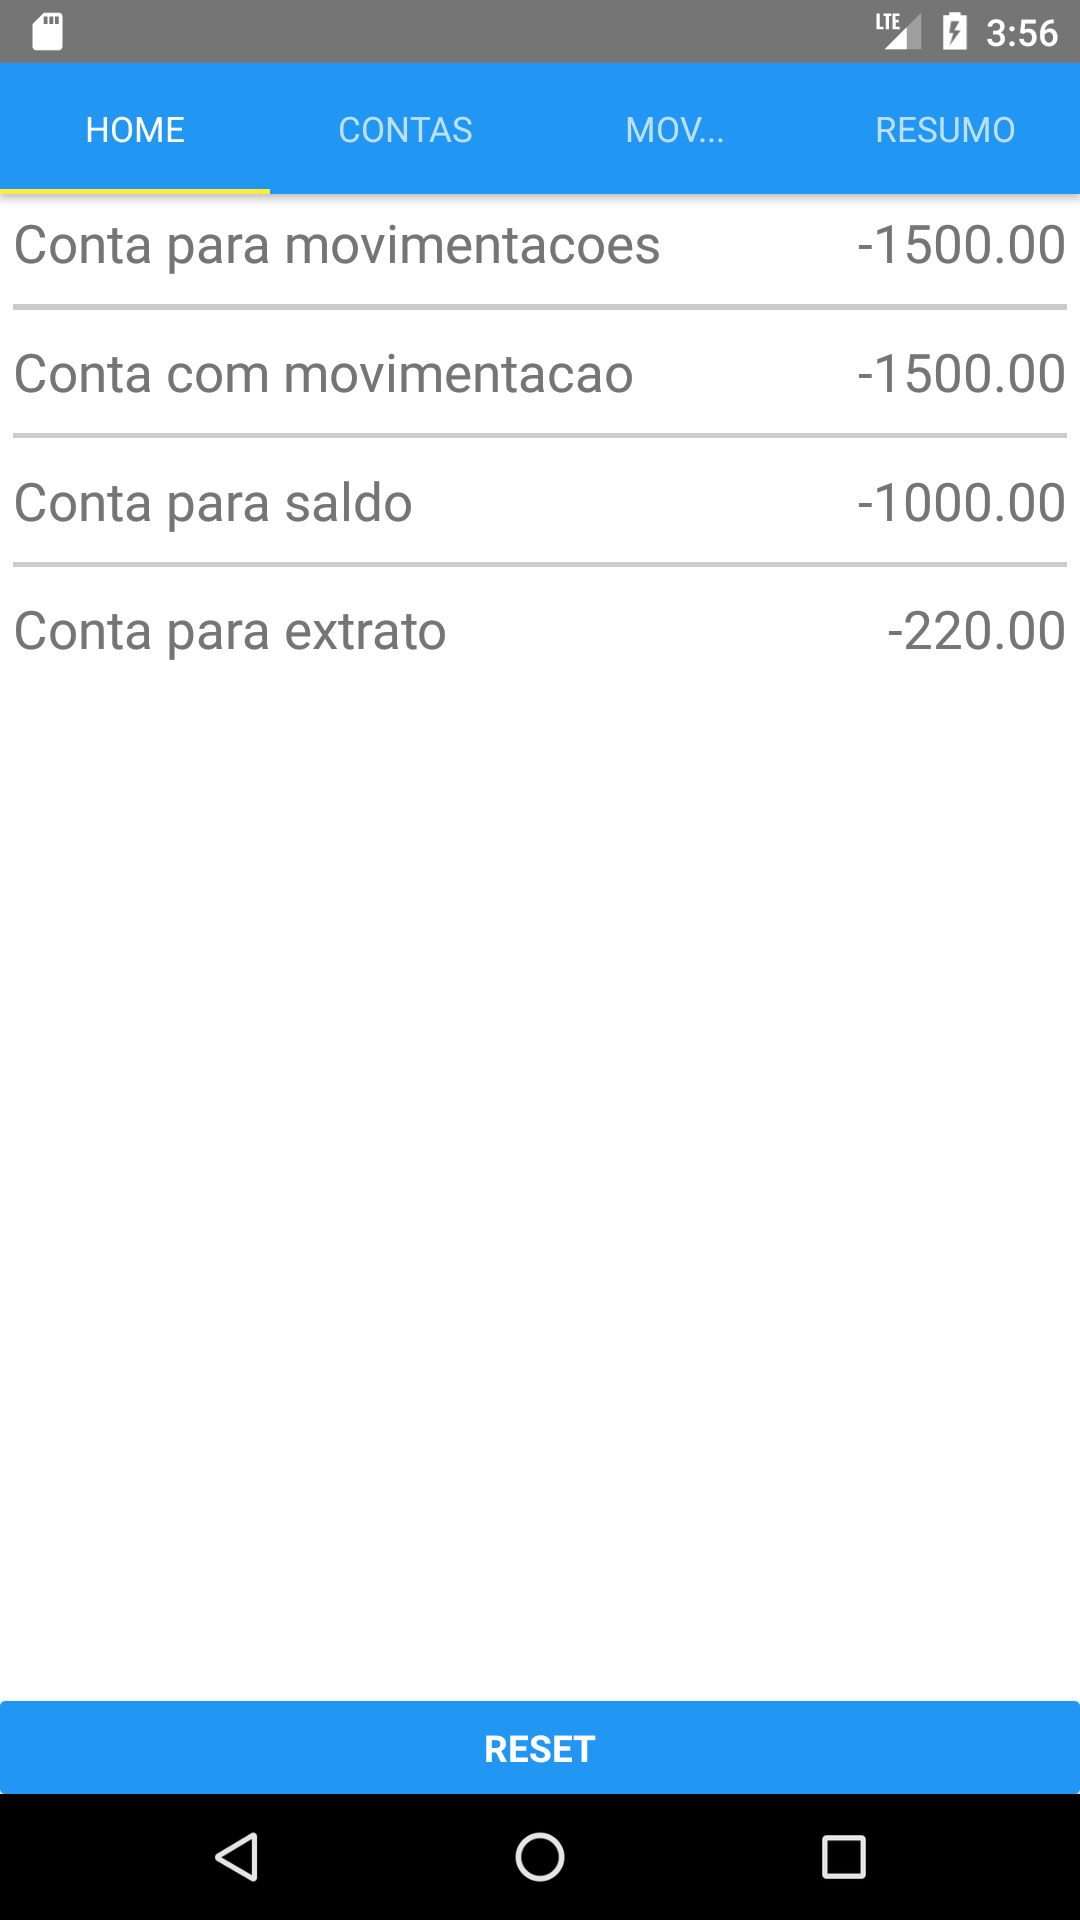 LTE 3:56
HOME CONTAS MOV... RESUMO
Conta para movimentacoes -1500.00
Conta com movimentacao -1500.00
Conta para saldo -1000.00
Conta para extrato -220.00
RESET